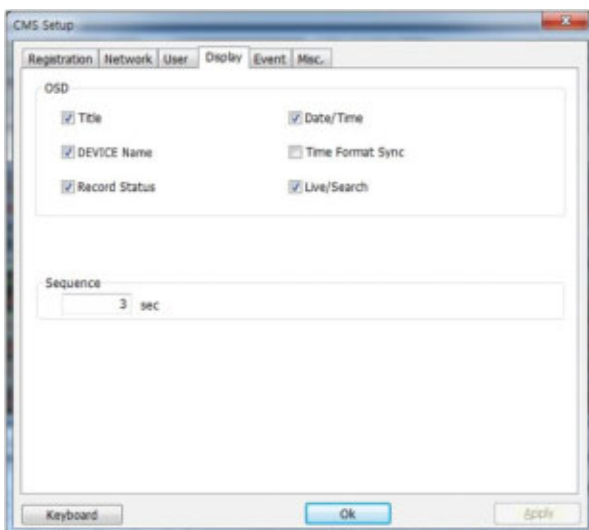 CMS Setup
Registration Network User Display Event Misc.
OSD
Title Date/Time
DEVICE Name Time Format Sync
Record Status Live/Search
Sequence
3 sec
Keyboard Ok Apply